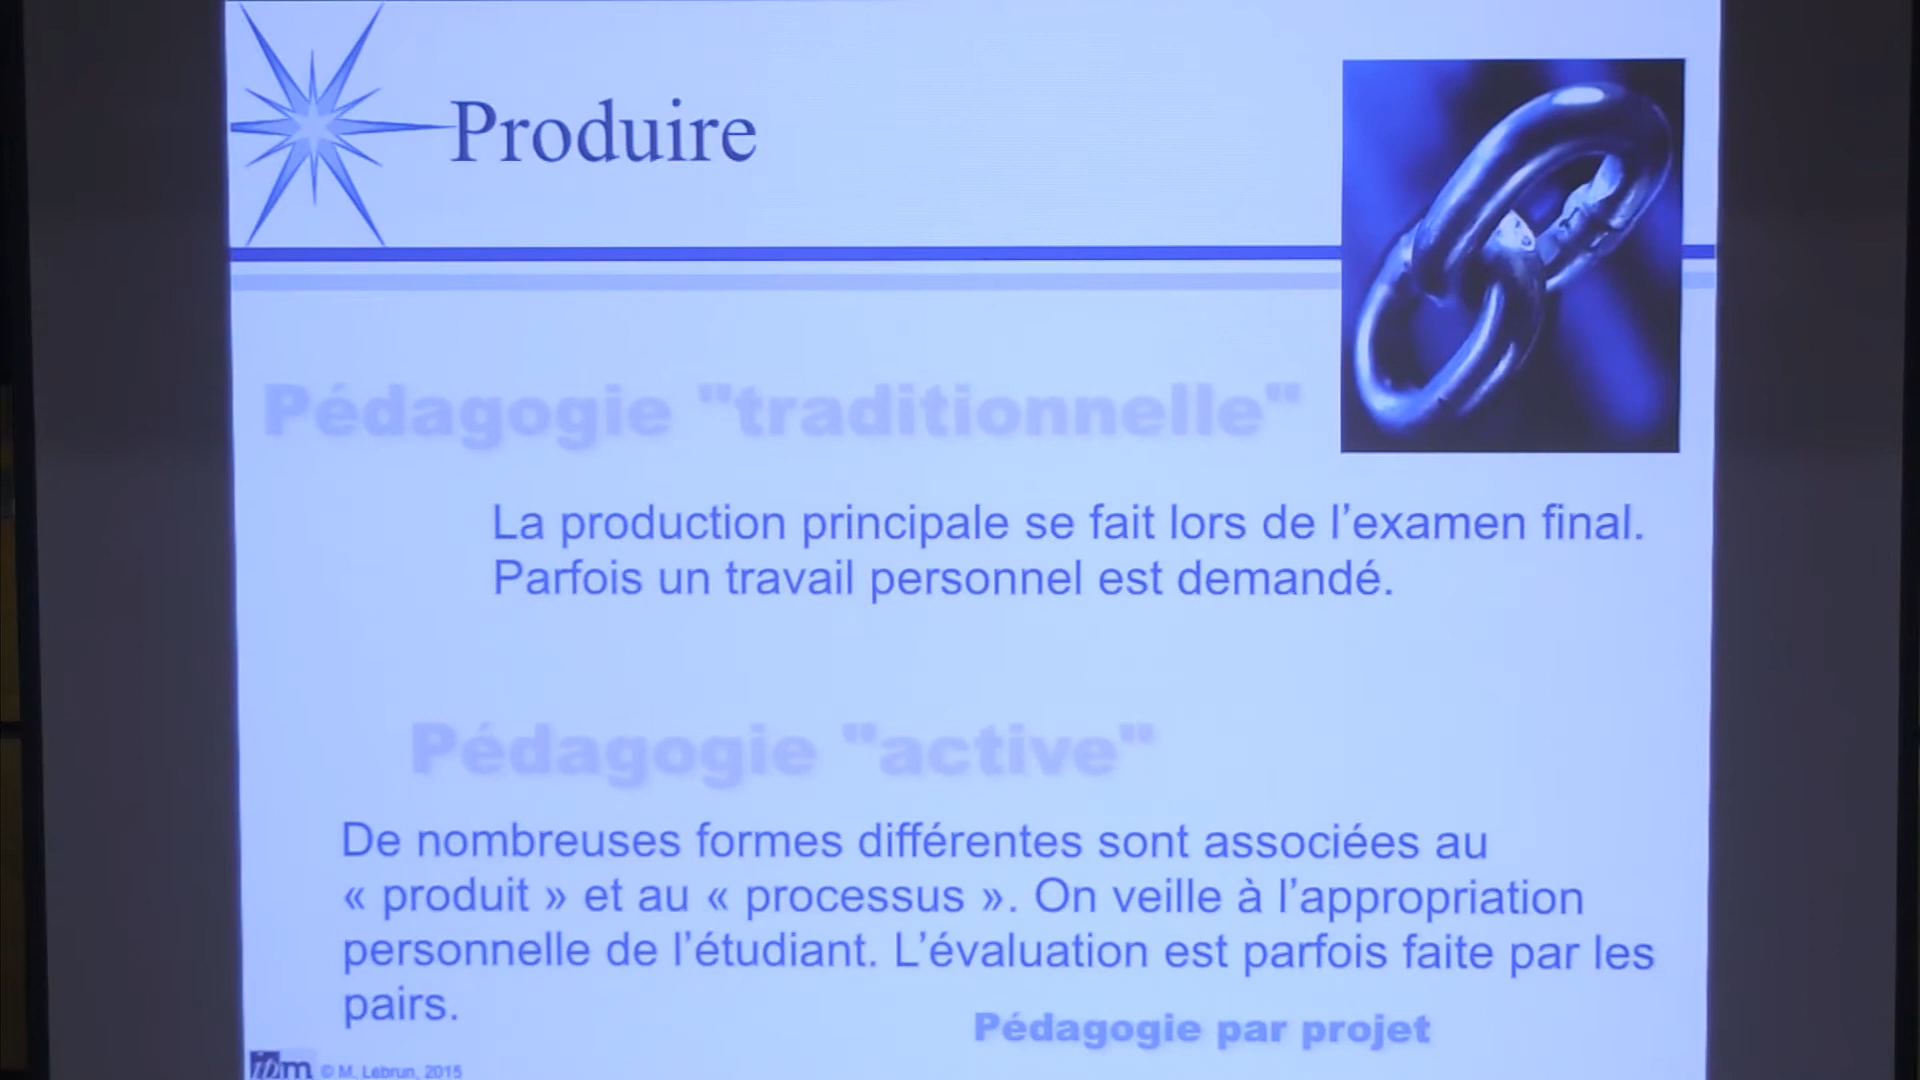 Produire
Pédagogie "traditionnelle"
La production principale se fait lors de l’examen final.
Parfois un travail personnel est demandé.
Pédagogie "active"
De nombreuses formes différentes sont associées au
« produit » et au « processus ». On veille à l’appropriation
personnelle de l’étudiant. L’évaluation est parfois faite par les
pairs.
Pédagogie par projet
ipm © M. Lebrun, 2015